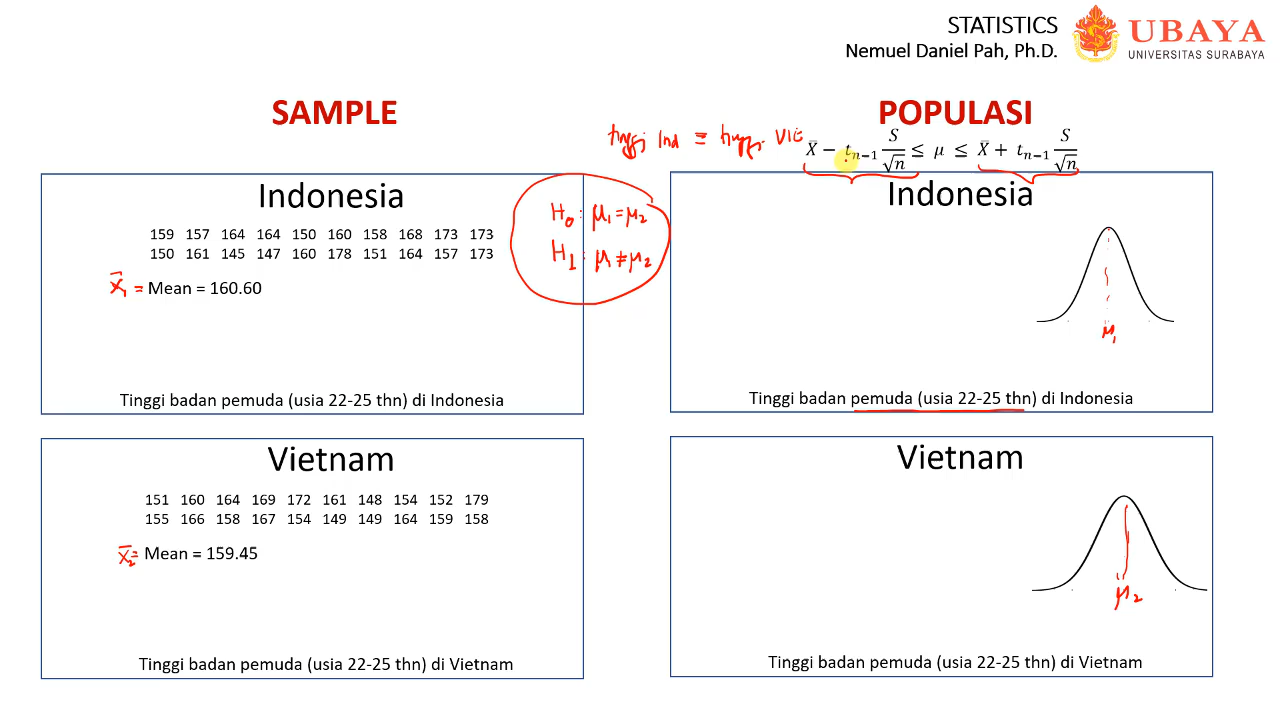 STATISTICS
Nemuel Daniel Pah, Ph.D.
UBAYA
UNIVERSITAS SURABAYA
SAMPLE
POPULASI
tinggi Ind = tinggi VIE
X̄ − tₙ₋₁ S/√n ≤ μ ≤ X̄ + tₙ₋₁ S/√n
Indonesia
159 157 164 164 150 160 158 168 173 173
150 161 145 147 160 178 151 164 157 173
X̄₁ = Mean = 160.60
Tinggi badan pemuda (usia 22-25 thn) di Indonesia
H₀ : μ₁ = μ₂
H₁ : μ ≠ μ₂
Indonesia
μ₁
Tinggi badan pemuda (usia 22-25 thn) di Indonesia
Vietnam
151 160 164 169 172 161 148 154 152 179
155 166 158 167 154 149 149 164 159 158
X̄₂ = Mean = 159.45
Tinggi badan pemuda (usia 22-25 thn) di Vietnam
Vietnam
μ₂
Tinggi badan pemuda (usia 22-25 thn) di Vietnam